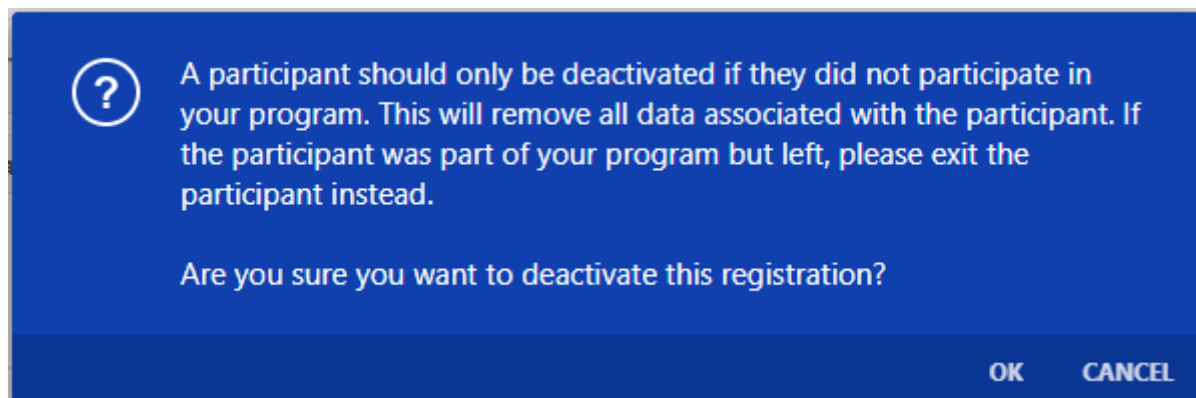 A participant should only be deactivated if they did not participate in
your program. This will remove all data associated with the participant. If
the participant was part of your program but left, please exit the
participant instead.
Are you sure you want to deactivate this registration?
OK CANCEL